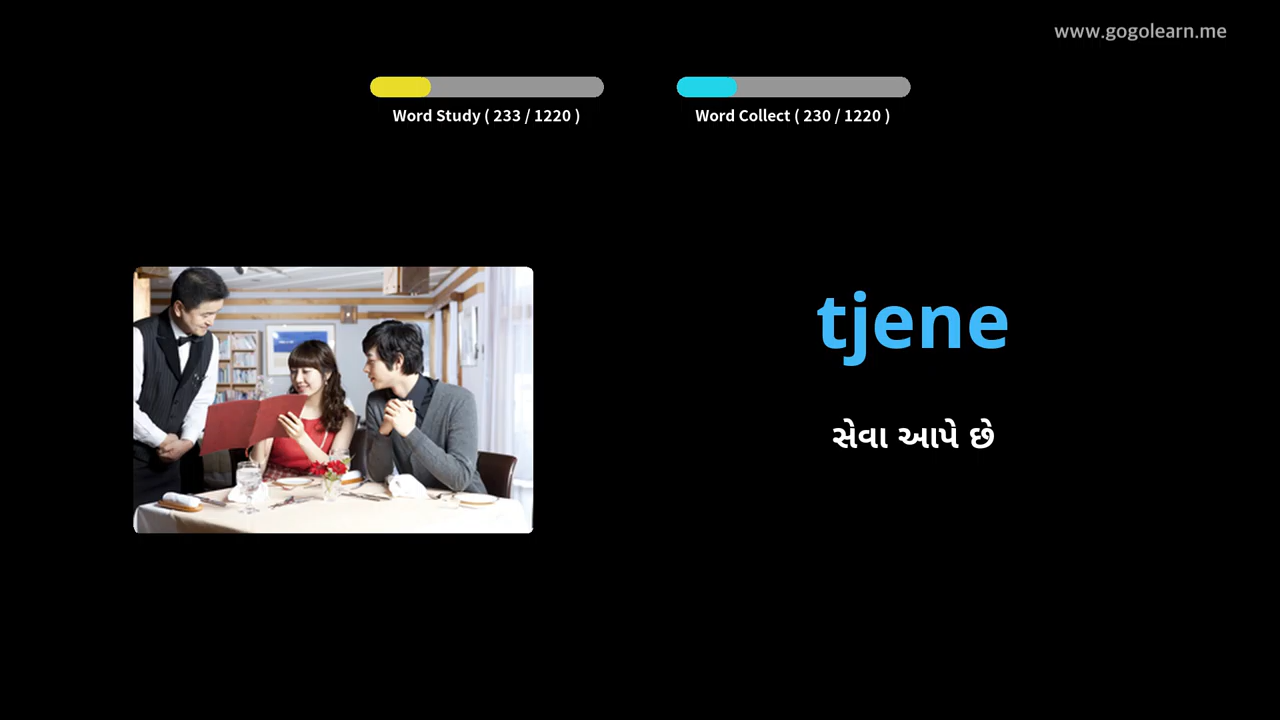 www.gogolearn.me
Word Study ( 233 / 1220 )
Word Collect ( 230 / 1220 )
tjene
સેવા આપે છે